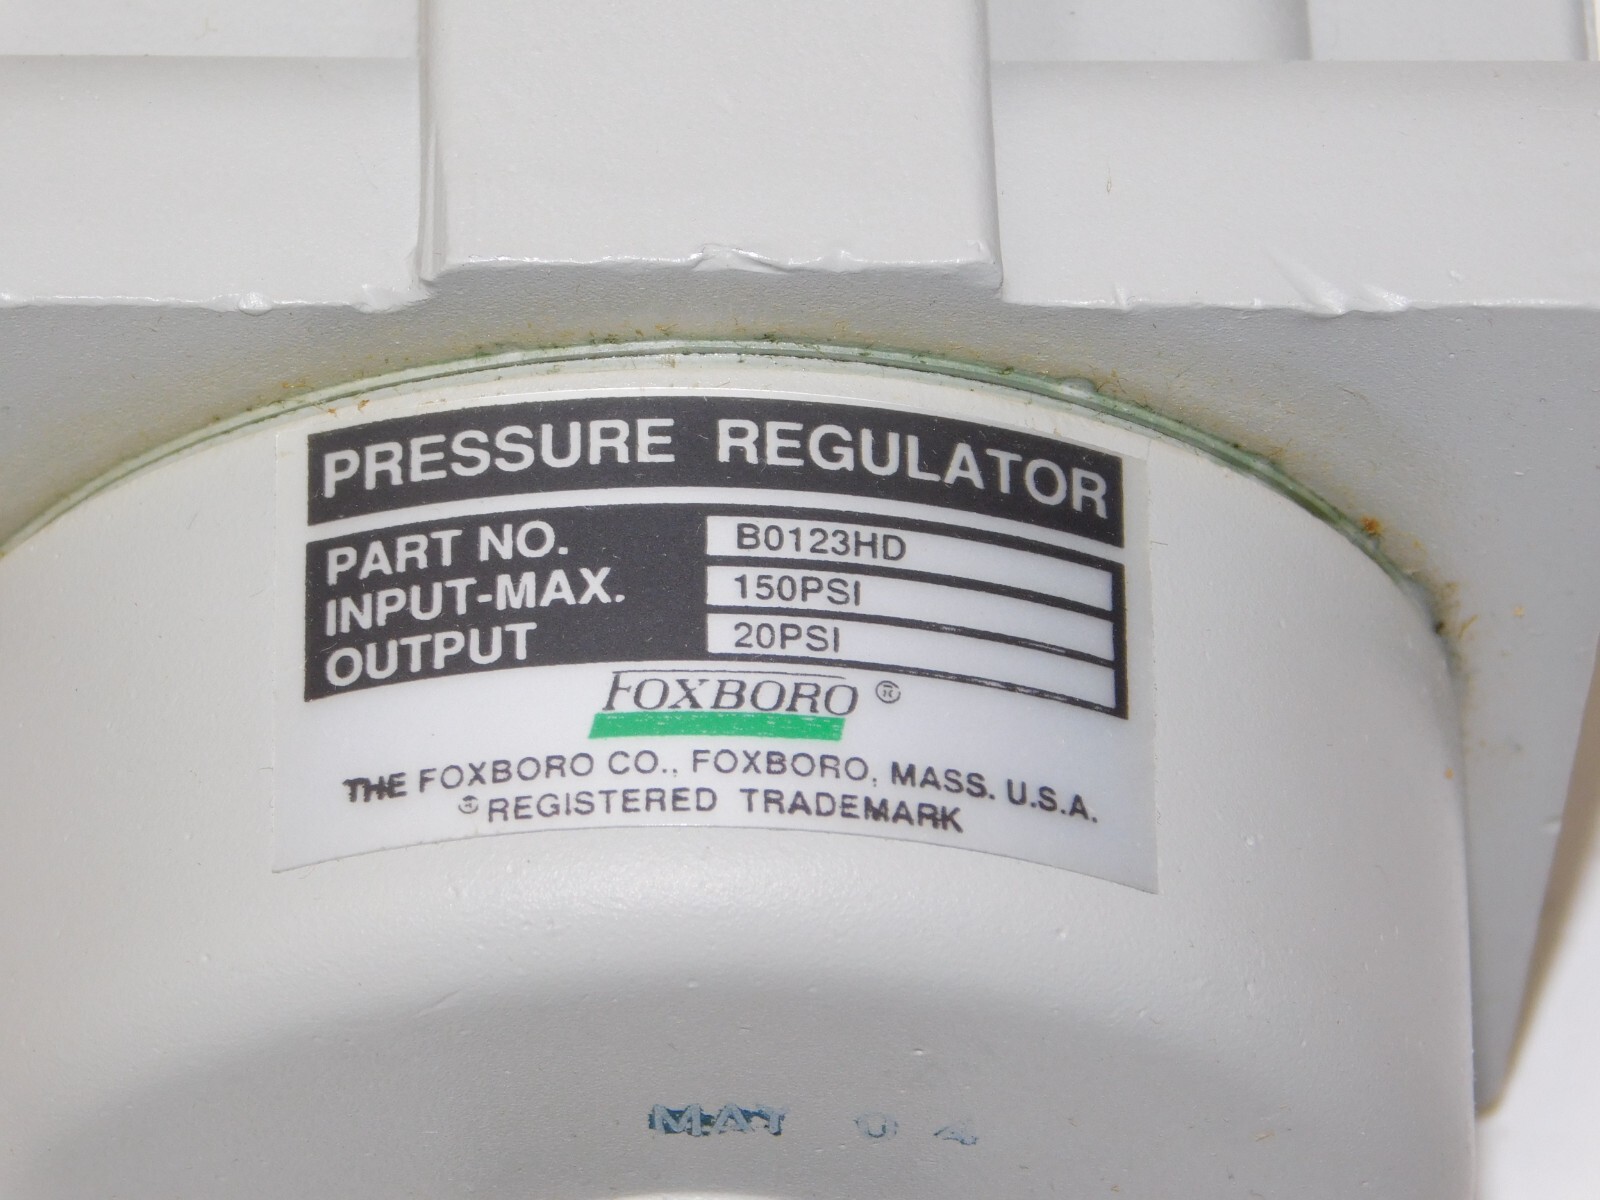 PRESSURE REGULATOR
PART NO. B0123HD
INPUT-MAX. 150PSI
OUTPUT 20PSI
FOXBORO ®
THE FOXBORO CO., FOXBORO, MASS. U.S.A.
® REGISTERED TRADEMARK